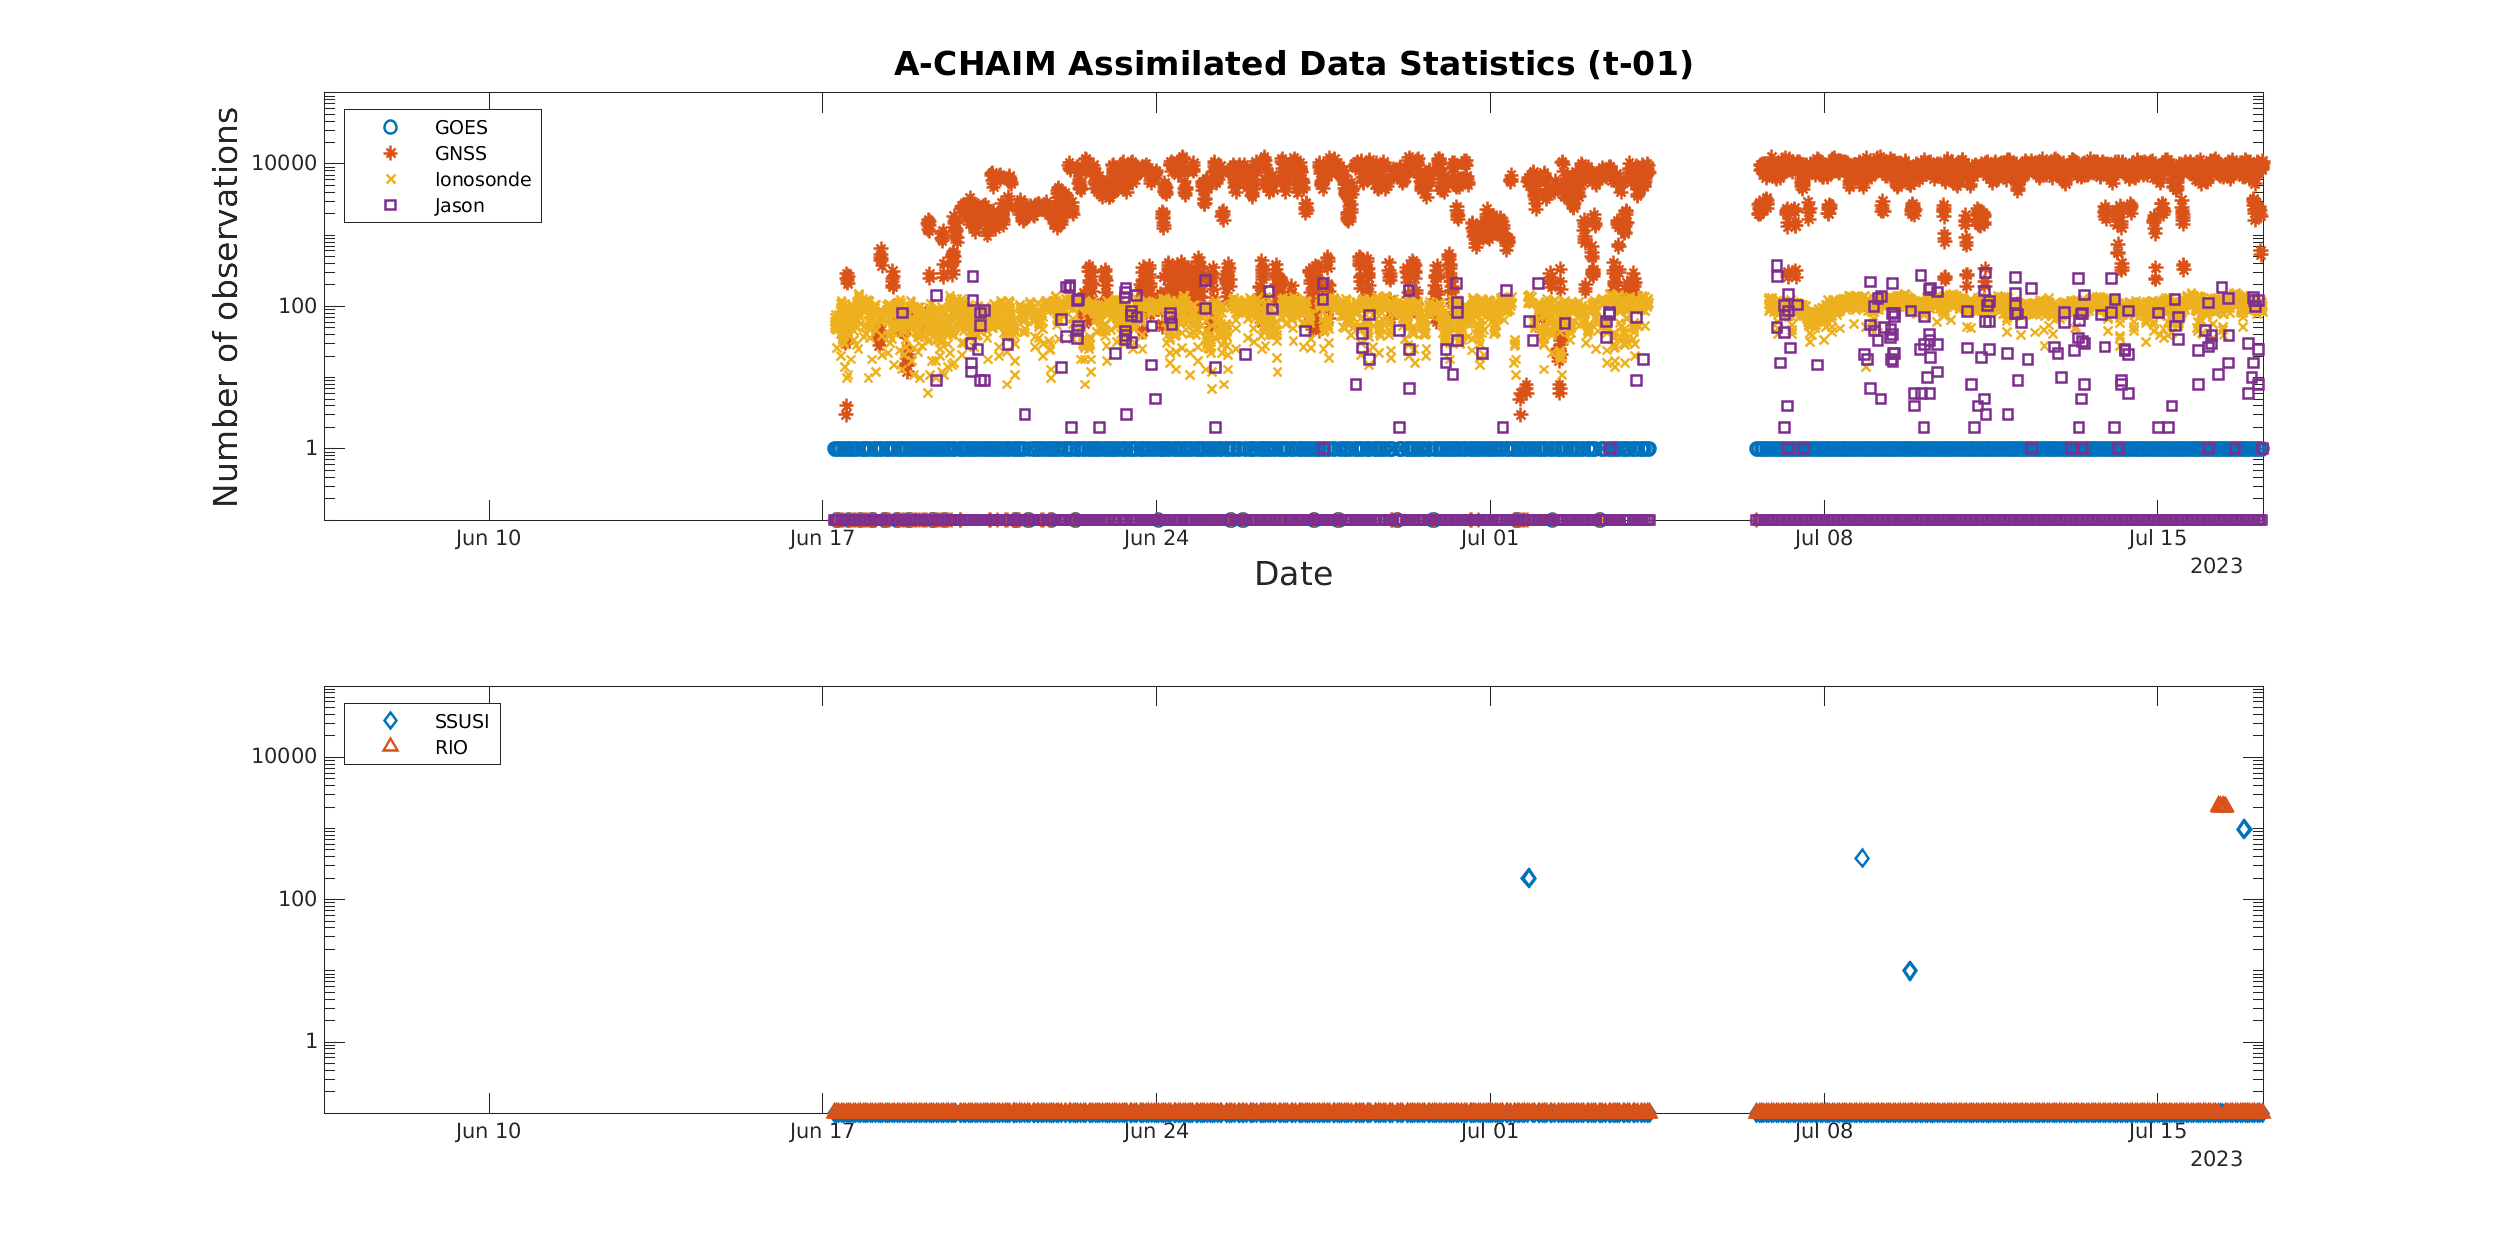 A-CHAIM Assimilated Data Statistics (t-01)
Number of observations
10000
100
1
GOES
GNSS
Ionosonde
Jason
Jun 10 Jun 17 Jun 24 Jul 01 Jul 08 Jul 15
2023
Date
10000
100
1
SSUSI
RIO
Jun 10 Jun 17 Jun 24 Jul 01 Jul 08 Jul 15
2023